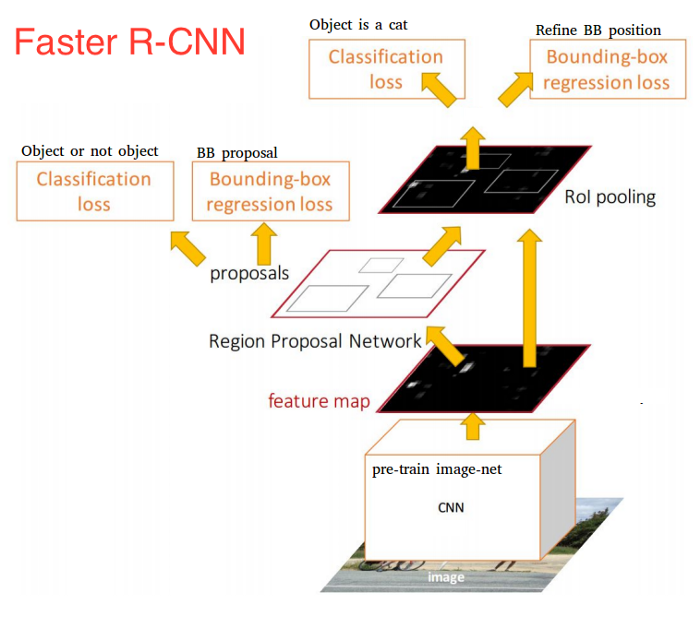 Faster R-CNN
Object is a cat
Classification
loss
Refine BB position
Bounding-box
regression loss
Object or not object
Classification
loss
BB proposal
Bounding-box
regression loss
RoI pooling
proposals
Region Proposal Network
feature map
pre-train image-net
CNN
image